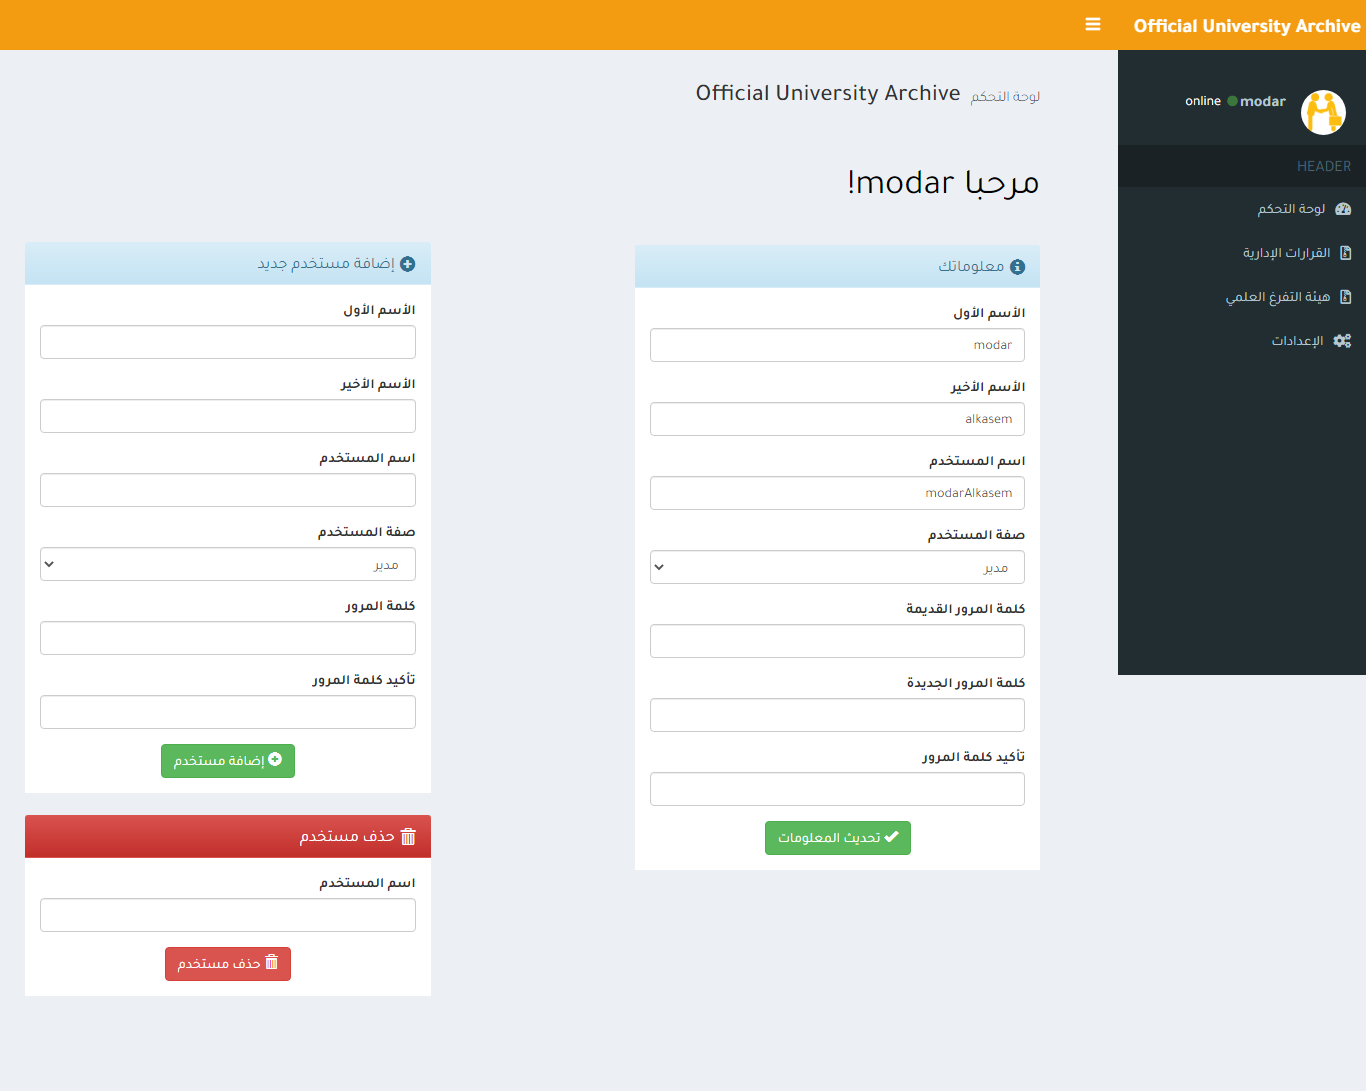 Official University Archive
modar online
HEADER
لوحة التحكم
القرارات الإدارية
هيئة التفرغ العلمي
الإعدادات
لوحة التحكم Official University Archive
مرحبا modar!
معلوماتك
الأسم الأول
modar
الأسم الأخير
alkasem
اسم المستخدم
modarAlkasem
صفة المستخدم
مدير
كلمة المرور القديمة
كلمة المرور الجديدة
تأكيد كلمة المرور
تحديث المعلومات
إضافة مستخدم جديد
الأسم الأول
الأسم الأخير
اسم المستخدم
صفة المستخدم
مدير
كلمة المرور
تأكيد كلمة المرور
إضافة مستخدم
حذف مستخدم
اسم المستخدم
حذف مستخدم